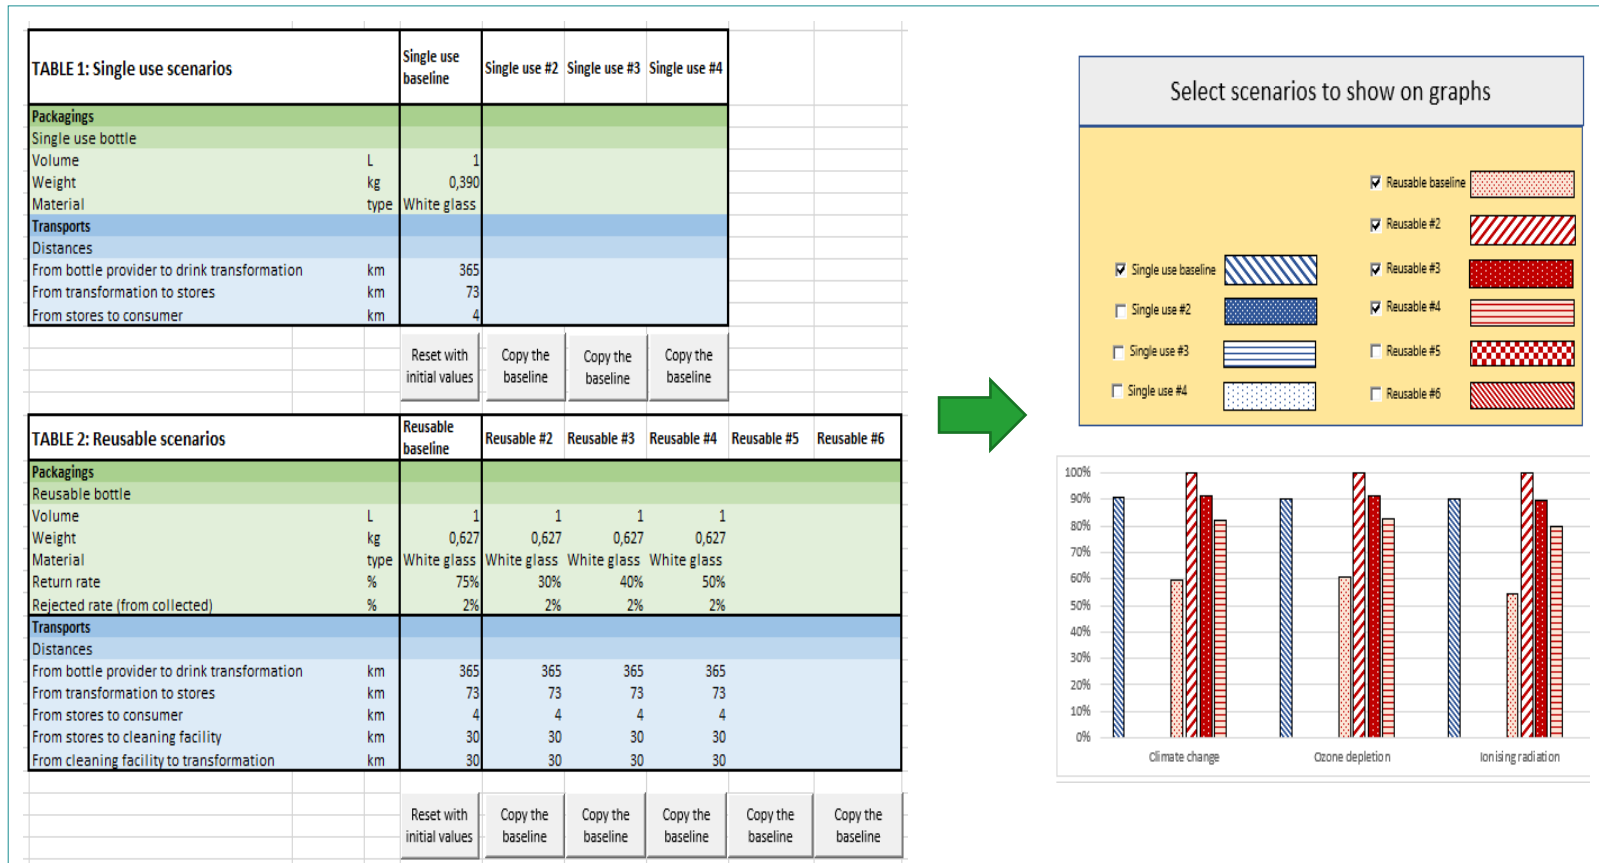 TABLE 1: Single use scenarios Single use baseline Single use #2 Single use #3 Single use #4
Packagings
Single use bottle
Volume L 1
Weight kg 0,390
Material type White glass
Transports
Distances
From bottle provider to drink transformation km 365
From transformation to stores km 73
From stores to consumer km 4
Reset with initial values Copy the baseline Copy the baseline Copy the baseline
TABLE 2: Reusable scenarios Reusable baseline Reusable #2 Reusable #3 Reusable #4 Reusable #5 Reusable #6
Packagings
Reusable bottle
Volume L 1 1 1 1
Weight kg 0,627 0,627 0,627 0,627
Material type White glass White glass White glass White glass
Return rate % 75% 30% 40% 50%
Rejected rate (from collected) % 2% 2% 2% 2%
Transports
Distances
From bottle provider to drink transformation km 365 365 365 365
From transformation to stores km 73 73 73 73
From stores to consumer km 4 4 4 4
From stores to cleaning facility km 30 30 30 30
From cleaning facility to transformation km 30 30 30 30
Reset with initial values Copy the baseline Copy the baseline Copy the baseline Copy the baseline Copy the baseline
Select scenarios to show on graphs
Single use baseline
Single use #2
Single use #3
Single use #4
Reusable baseline
Reusable #2
Reusable #3
Reusable #4
Reusable #5
Reusable #6
100%
90%
80%
70%
60%
50%
40%
30%
20%
10%
0%
Climate change Ozone depletion Ionising radiation